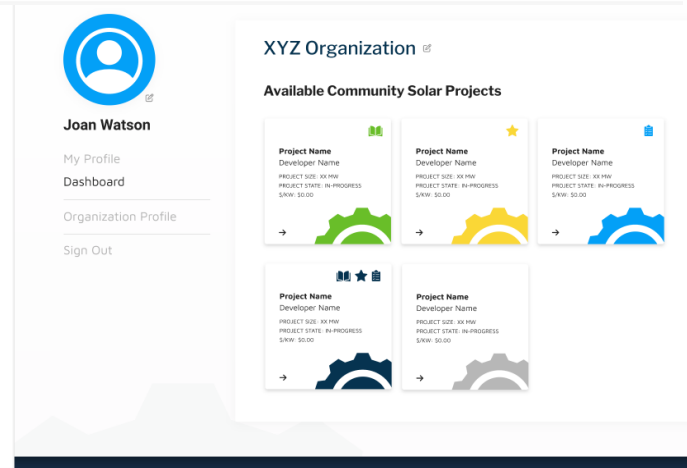 XYZ Organization
Joan Watson
My Profile
Dashboard
Organization Profile
Sign Out
Available Community Solar Projects
Project Name
Developer Name
PROJECT SIZE: XX MW
PROJECT STATE: IN-PROGRESS
$/KW: $0.00
Project Name
Developer Name
PROJECT SIZE: XX MW
PROJECT STATE: IN-PROGRESS
$/KW: $0.00
Project Name
Developer Name
PROJECT SIZE: XX MW
PROJECT STATE: IN-PROGRESS
$/KW: $0.00
Project Name
Developer Name
PROJECT SIZE: XX MW
PROJECT STATE: IN-PROGRESS
$/KW: $0.00
Project Name
Developer Name
PROJECT SIZE: XX MW
PROJECT STATE: IN-PROGRESS
$/KW: $0.00